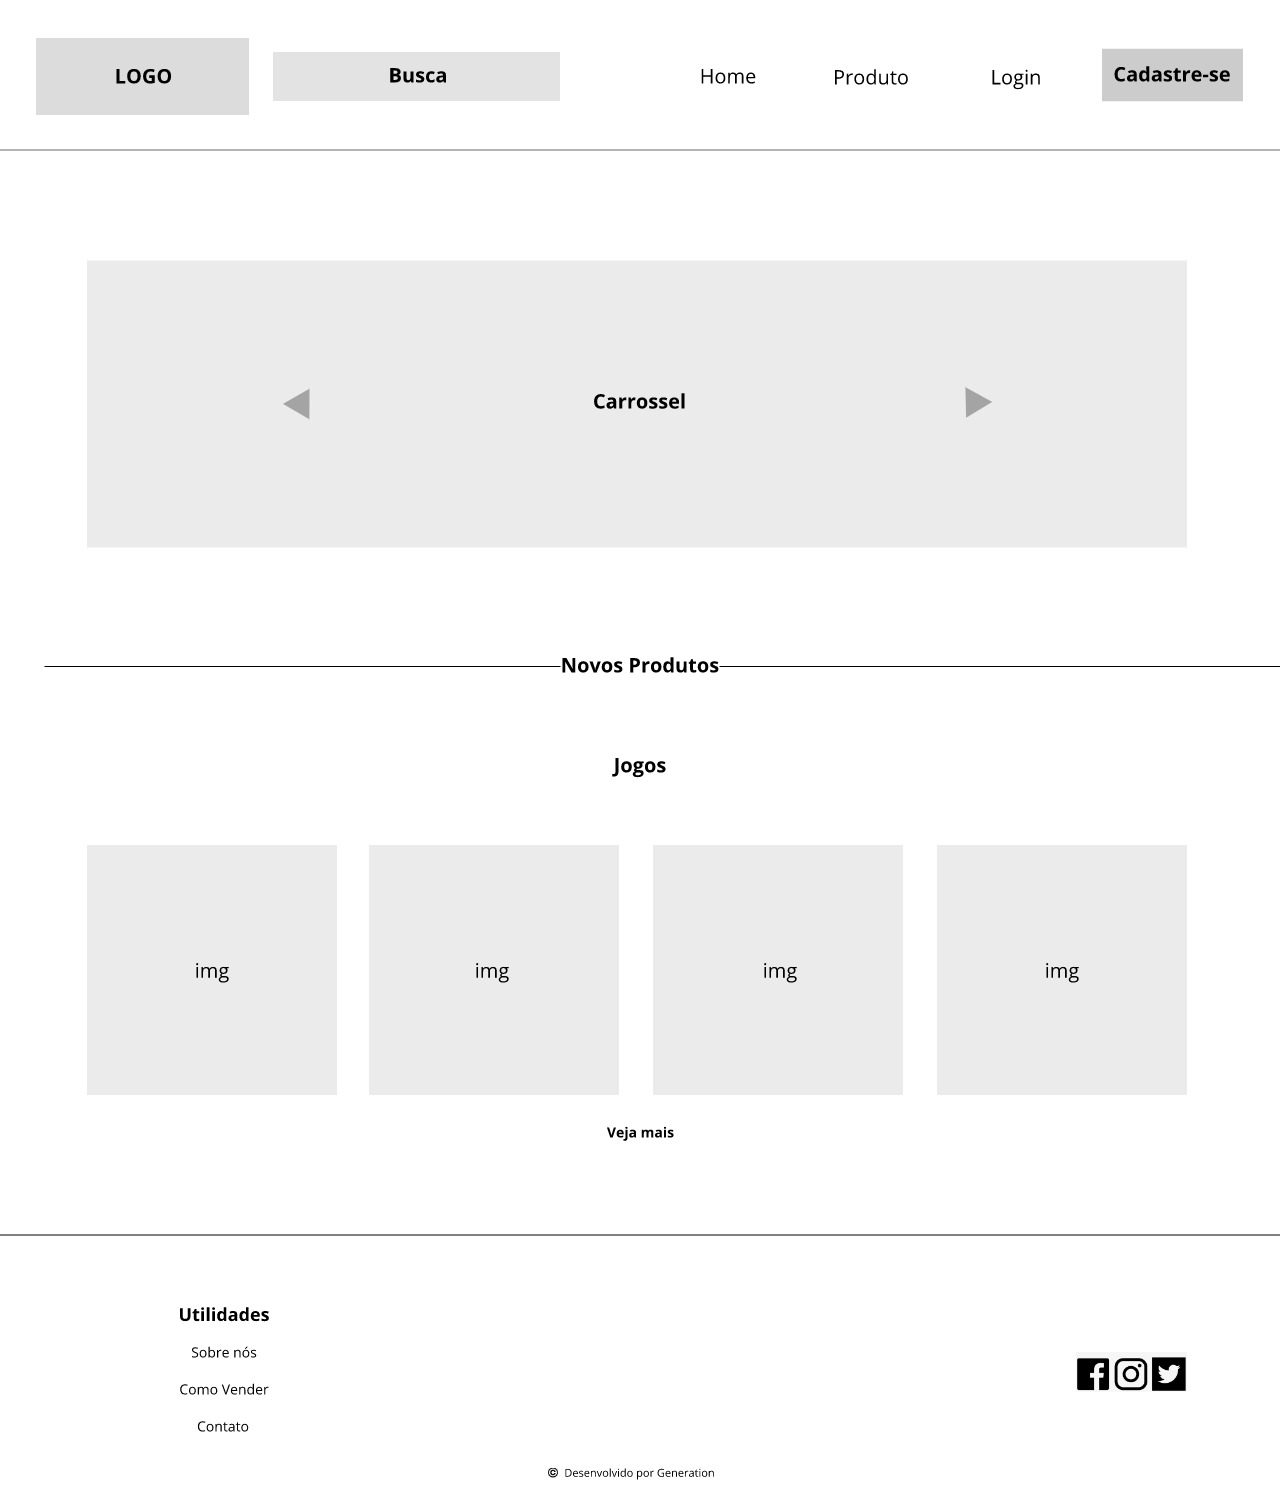 LOGO
Busca
Home
Produto
Login
Cadastre-se
Carrossel
Novos Produtos
Jogos
img
img
img
img
Veja mais
Utilidades
Sobre nós
Como Vender
Contato
© Desenvolvido por Generation